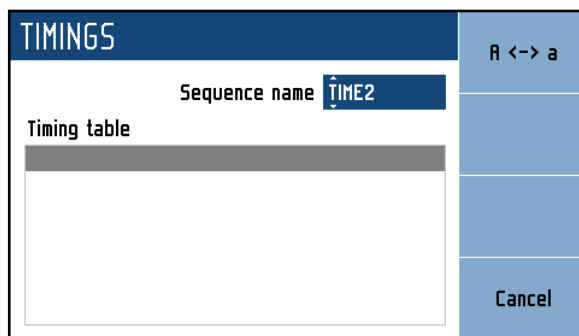 TIMINGS
A <-> a
Sequence name TIME2
Timing table
Cancel